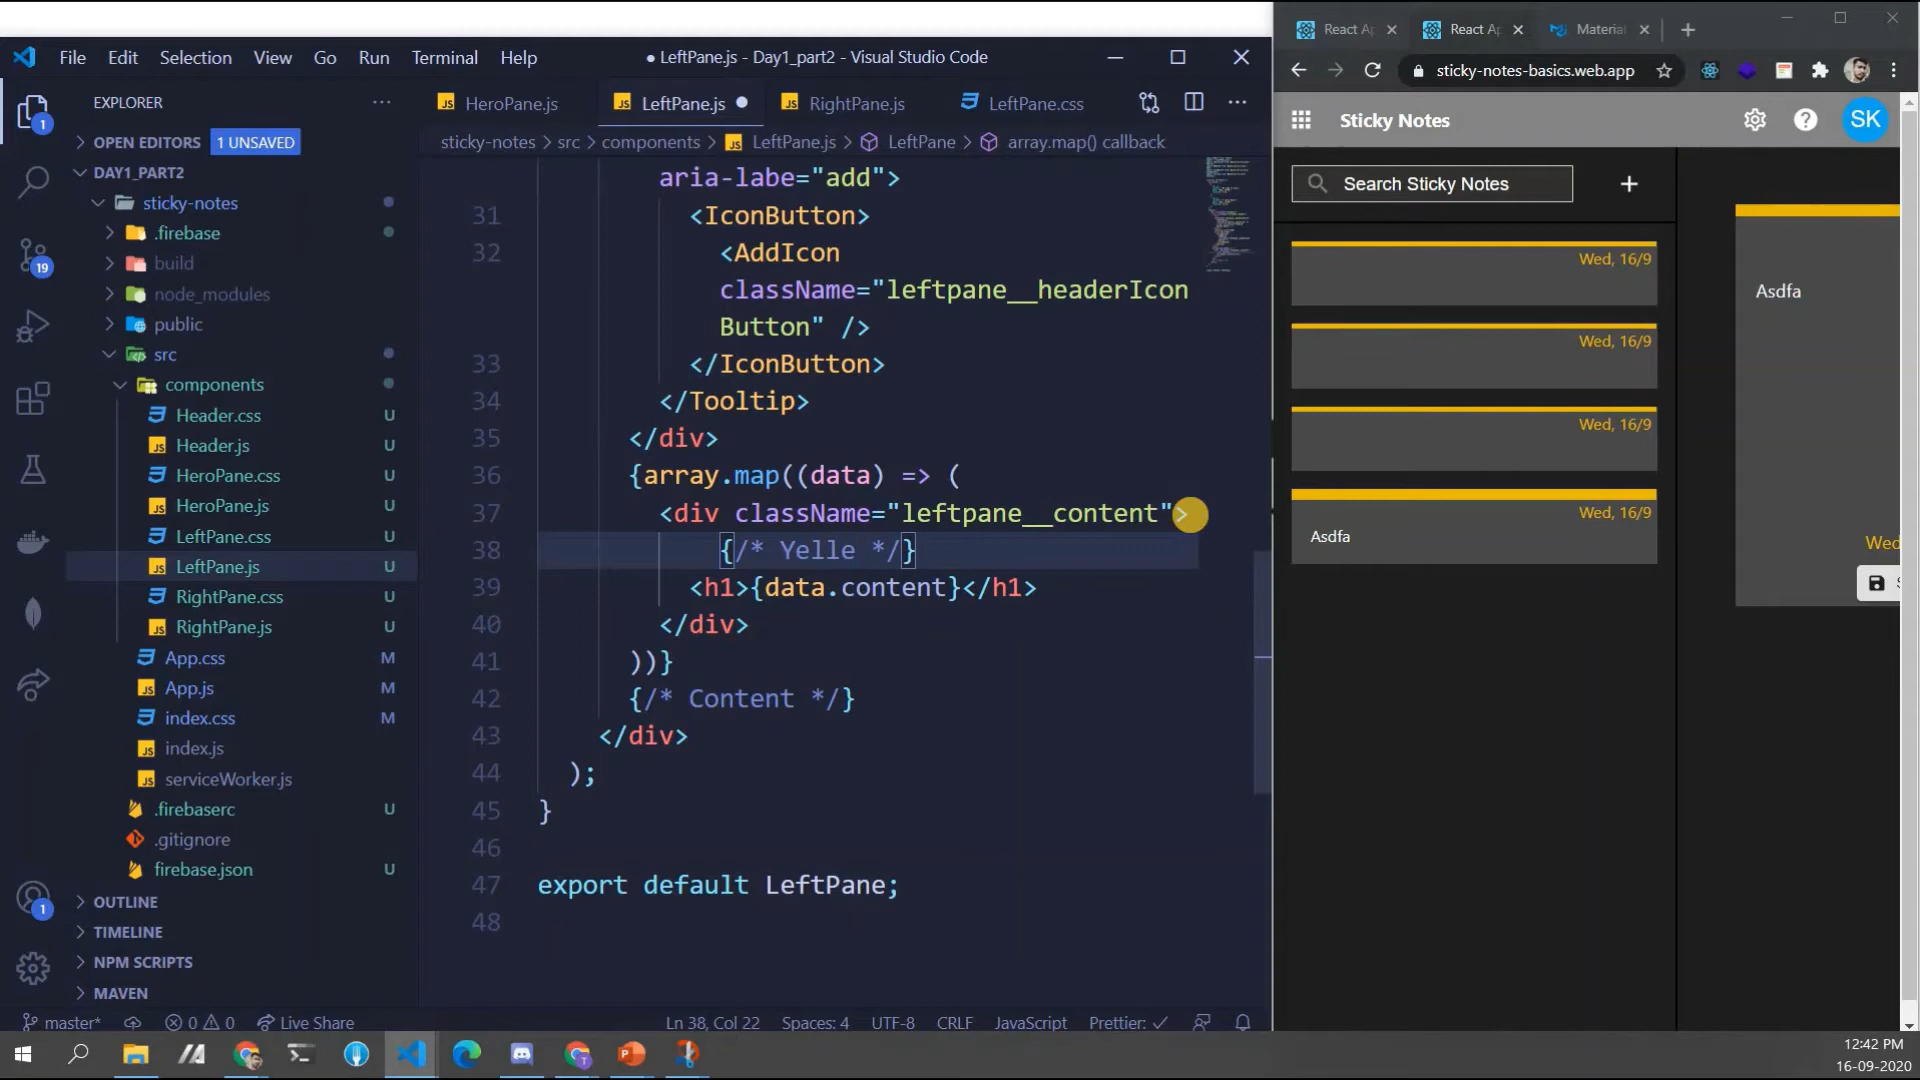 File Edit Selection View Go Run Terminal Help
● LeftPane.js - Day1_part2 - Visual Studio Code
EXPLORER
OPEN EDITORS 1 UNSAVED
DAY1_PART2
sticky-notes
.firebase
build
node_modules
public
src
components
Header.css U
Header.js U
HeroPane.css U
HeroPane.js U
LeftPane.css U
LeftPane.js U
RightPane.css U
RightPane.js U
App.css M
App.js M
index.css M
index.js
serviceWorker.js
.firebaserc U
.gitignore
firebase.json U
OUTLINE
TIMELINE
NPM SCRIPTS
MAVEN
1
19
1
HeroPane.js LeftPane.js ● RightPane.js LeftPane.css
sticky-notes > src > components > LeftPane.js > LeftPane > array.map() callback
aria-labe="add">
31 <IconButton>
32 <AddIcon
className="leftpane__headerIcon
Button" />
33 </IconButton>
34 </Tooltip>
35 </div>
36 {array.map((data) => (
37 <div className="leftpane__content">
38 {/* Yelle */}
39 <h1>{data.content}</h1>
40 </div>
41 ))}
42 {/* Content */}
43 </div>
44 );
45 }
46
47 export default LeftPane;
48
master* 0 0 Live Share Ln 38, Col 22 Spaces: 4 UTF-8 CRLF JavaScript Prettier: ✓
React Ap React Ap Material
sticky-notes-basics.web.app
Sticky Notes SK
Search Sticky Notes +
Wed, 16/9
Wed, 16/9
Wed, 16/9
Wed, 16/9
Asdfa
Asdfa
Wed
12:42 PM
16-09-2020